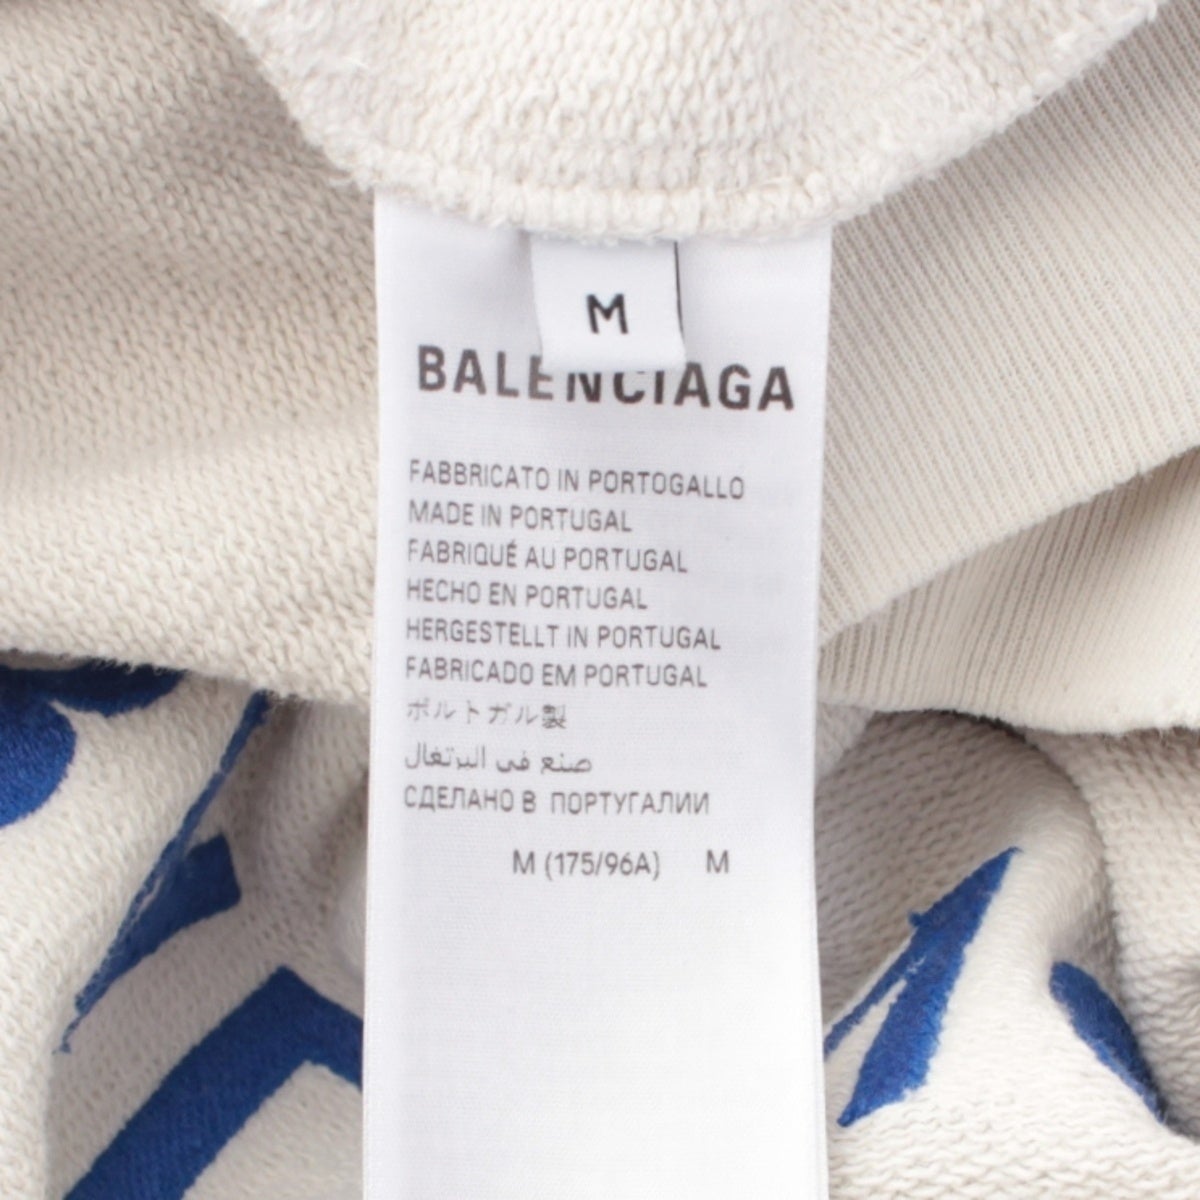 M
BALENCIAGA
FABBRICATO IN PORTOGALLO
MADE IN PORTUGAL
FABRIQUÉ AU PORTUGAL
HECHO EN PORTUGAL
HERGESTELLT IN PORTUGAL
FABRICADO EM PORTUGAL
ポルトガル製
صنع في البرتغال
СДЕЛАНО В ПОРТУГАЛИИ
M (175/96A) M